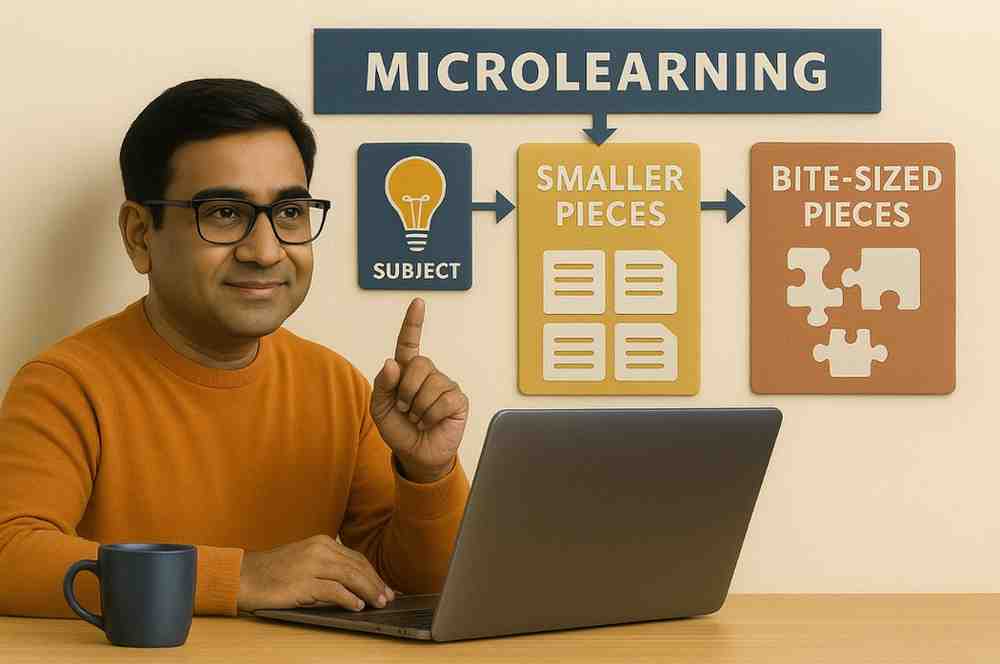 MICROLEARNING
SUBJECT
SMALLER
PIECES
BITE-SIZED
PIECES